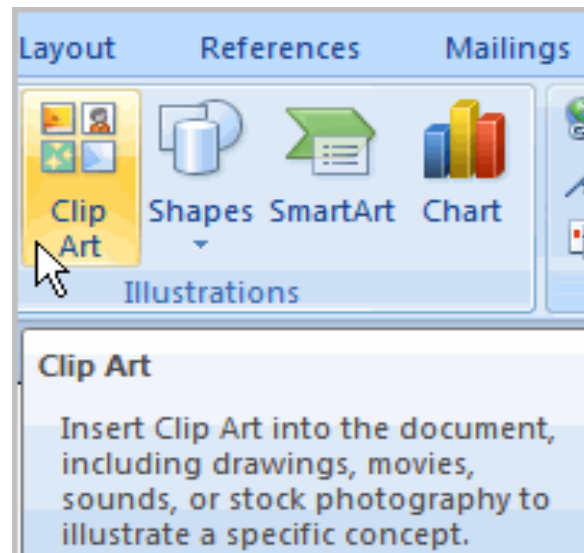 Layout References Mailings
Clip Art Shapes SmartArt Chart
Illustrations
Clip Art
Insert Clip Art into the document,
including drawings, movies,
sounds, or stock photography to
illustrate a specific concept.